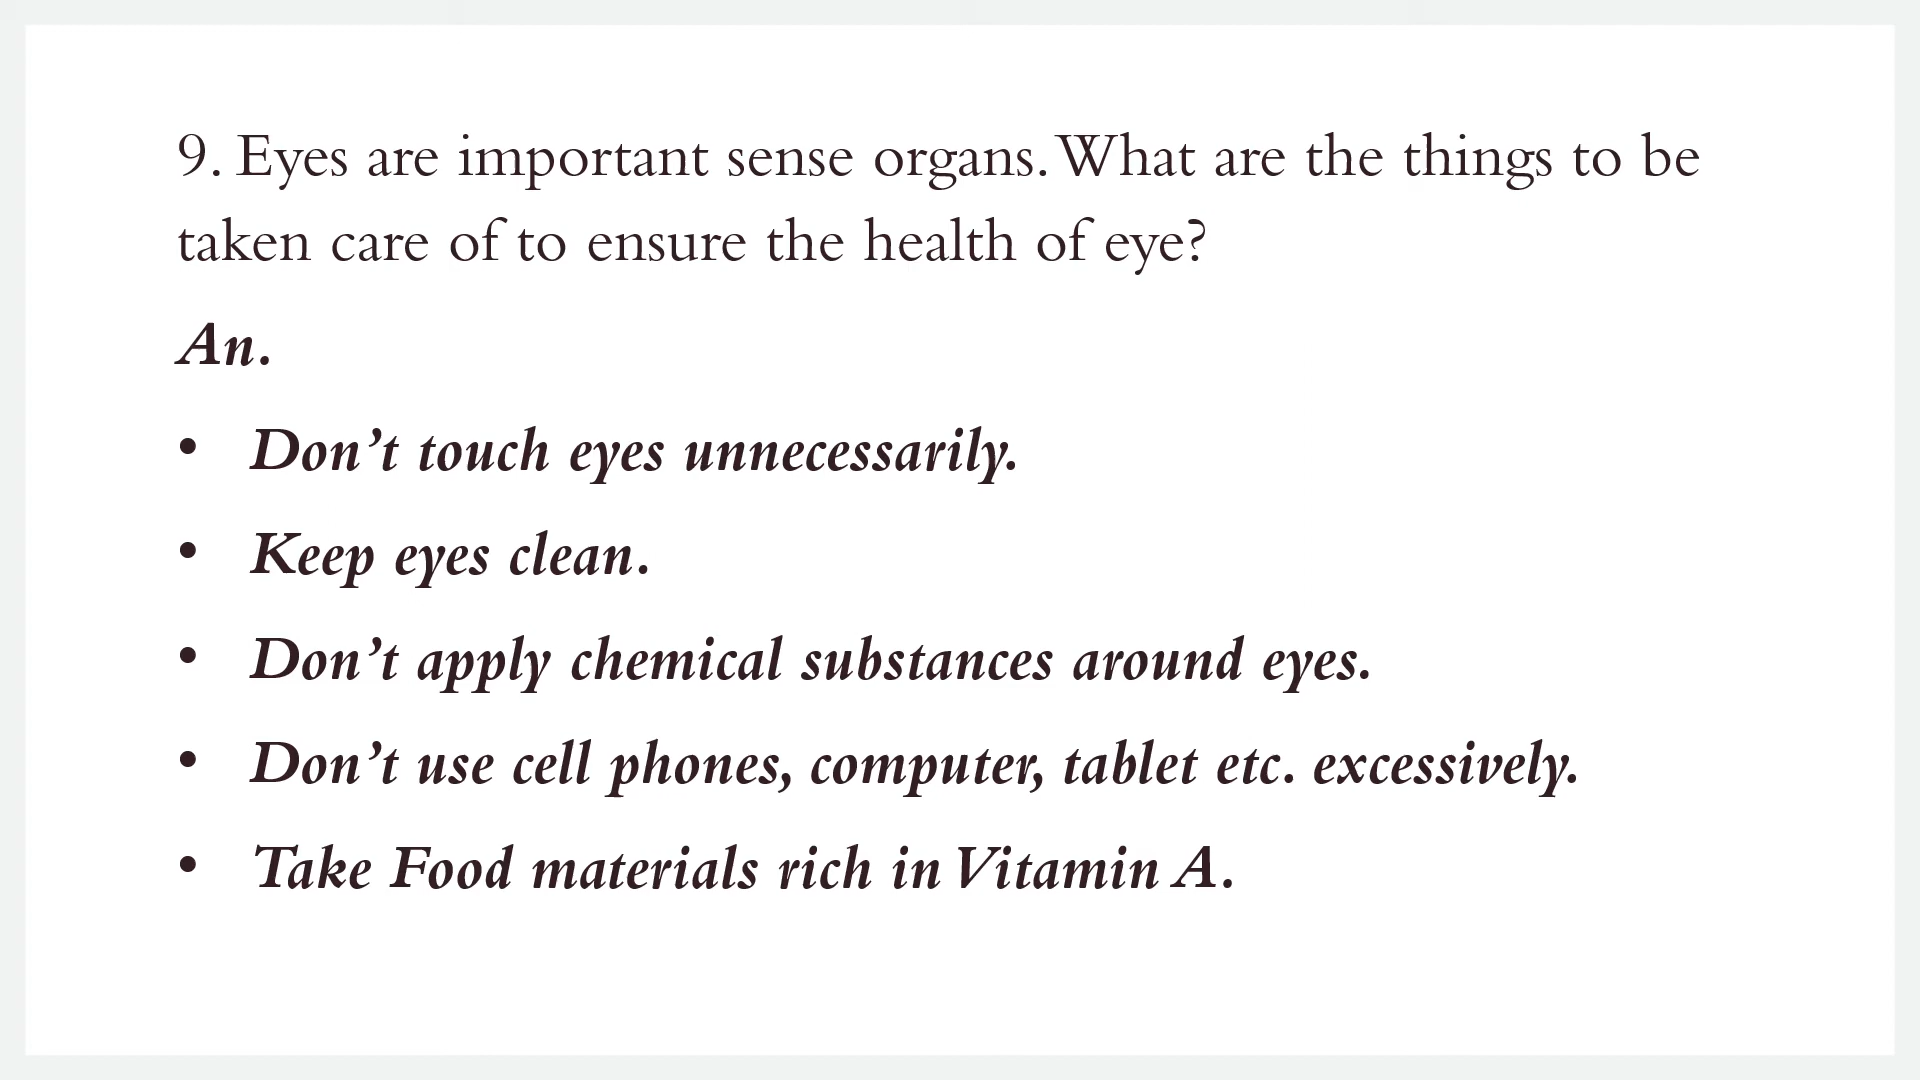 9. Eyes are important sense organs. What are the things to be
taken care of to ensure the health of eye?
An.
• Don’t touch eyes unnecessarily.
• Keep eyes clean.
• Don’t apply chemical substances around eyes.
• Don’t use cell phones, computer, tablet etc. excessively.
• Take Food materials rich in Vitamin A.